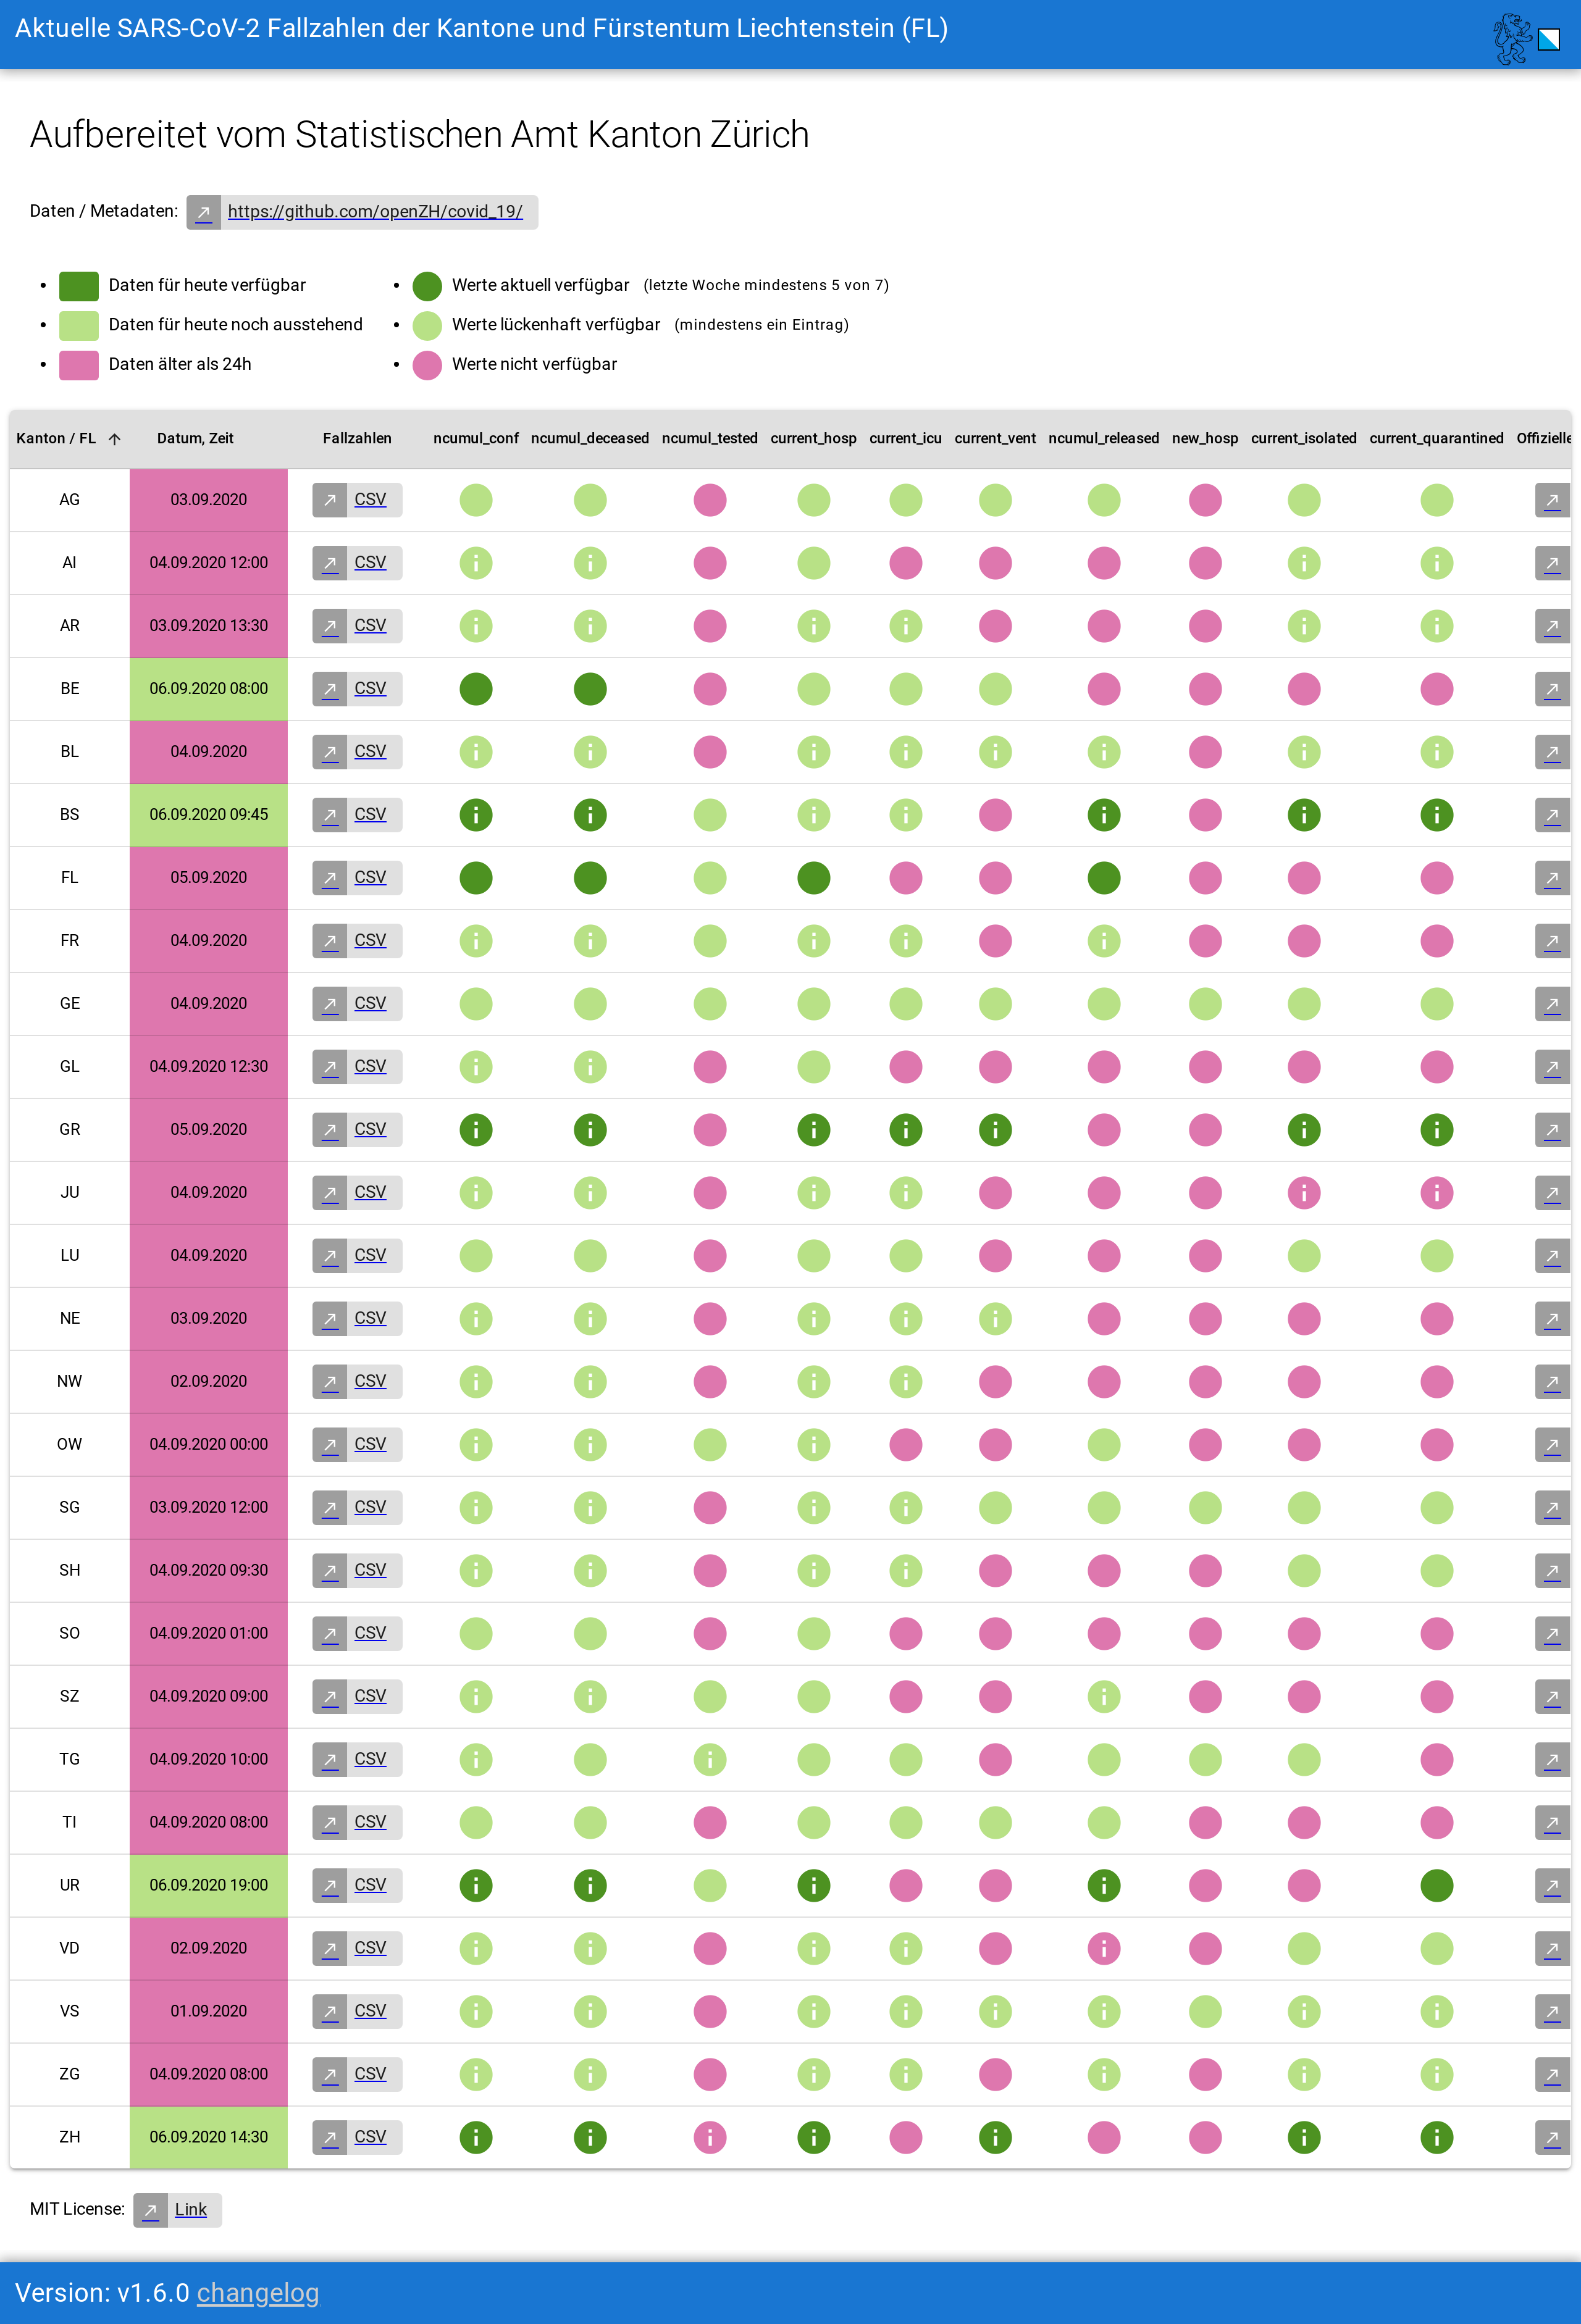 Aktuelle SARS-CoV-2 Fallzahlen der Kantone und Fürstentum Liechtenstein (FL)
Aufbereitet vom Statistischen Amt Kanton Zürich
Daten / Metadaten: https://github.com/openZH/covid_19/
Daten für heute verfügbar
Daten für heute noch ausstehend
Daten älter als 24h
Werte aktuell verfügbar (letzte Woche mindestens 5 von 7)
Werte lückenhaft verfügbar (mindestens ein Eintrag)
Werte nicht verfügbar
Kanton / FL Datum, Zeit Fallzahlen ncumul_conf ncumul_deceased ncumul_tested current_hosp current_icu current_vent ncumul_released new_hosp current_isolated current_quarantined Offizielle
AG 03.09.2020 CSV
AI 04.09.2020 12:00 CSV
AR 03.09.2020 13:30 CSV
BE 06.09.2020 08:00 CSV
BL 04.09.2020 CSV
BS 06.09.2020 09:45 CSV
FL 05.09.2020 CSV
FR 04.09.2020 CSV
GE 04.09.2020 CSV
GL 04.09.2020 12:30 CSV
GR 05.09.2020 CSV
JU 04.09.2020 CSV
LU 04.09.2020 CSV
NE 03.09.2020 CSV
NW 02.09.2020 CSV
OW 04.09.2020 00:00 CSV
SG 03.09.2020 12:00 CSV
SH 04.09.2020 09:30 CSV
SO 04.09.2020 01:00 CSV
SZ 04.09.2020 09:00 CSV
TG 04.09.2020 10:00 CSV
TI 04.09.2020 08:00 CSV
UR 06.09.2020 19:00 CSV
VD 02.09.2020 CSV
VS 01.09.2020 CSV
ZG 04.09.2020 08:00 CSV
ZH 06.09.2020 14:30 CSV
MIT License: Link
Version: v1.6.0 changelog